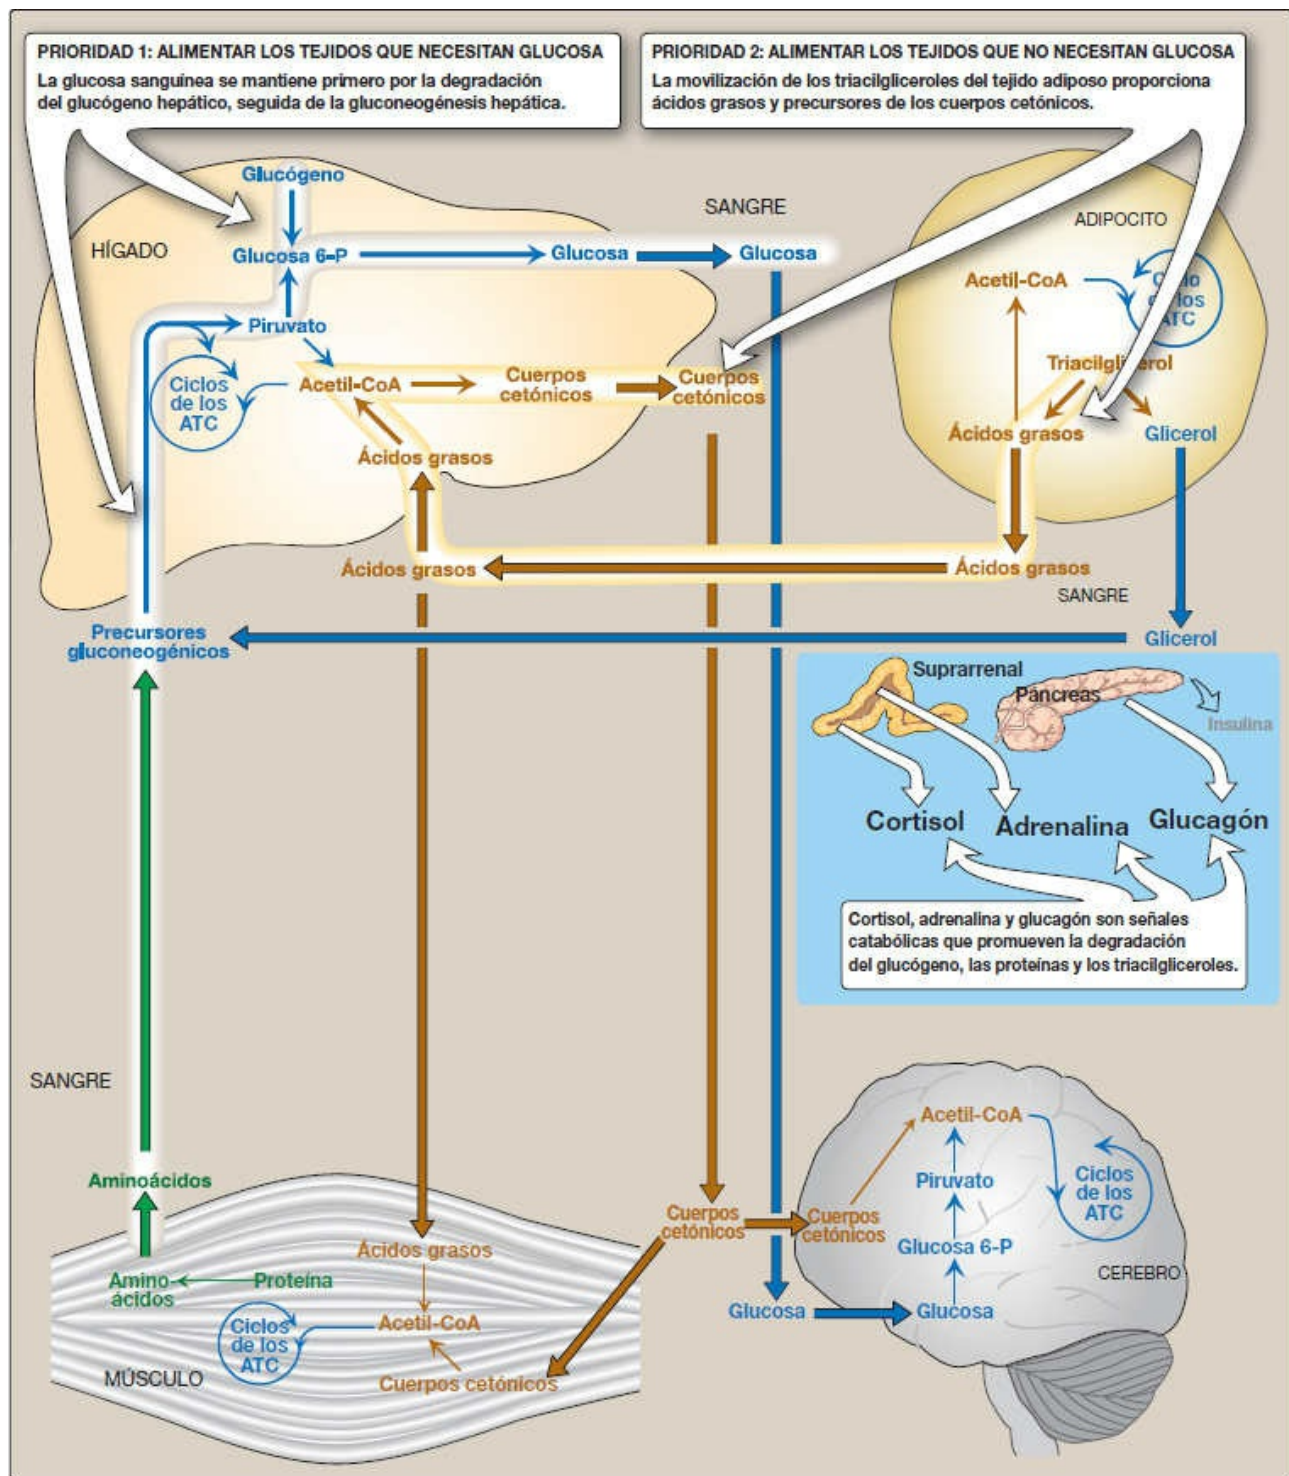 PRIORIDAD 1: ALIMENTAR LOS TEJIDOS QUE NECESITAN GLUCOSA
La glucosa sanguínea se mantiene primero por la degradación
del glucógeno hepático, seguida de la gluconeogénesis hepática.
PRIORIDAD 2: ALIMENTAR LOS TEJIDOS QUE NO NECESITAN GLUCOSA
La movilización de los triacilgliceroles del tejido adiposo proporciona
ácidos grasos y precursores de los cuerpos cetónicos.
HÍGADO
Glucógeno
Glucosa 6-P
Glucosa
SANGRE
Glucosa
Piruvato
Ciclos
de los
ATC
Acetil-CoA
Cuerpos
cetónicos
Cuerpos
cetónicos
Ácidos grasos
ADIPOCITO
Acetil-CoA
Ciclo
de los
ATC
Triacilglicerol
Ácidos grasos
Glicerol
Ácidos grasos
Ácidos grasos
SANGRE
Precursores
gluconeogénicos
Glicerol
Suprarrenal
Páncreas
Insulina
Cortisol
Adrenalina
Glucagón
Cortisol, adrenalina y glucagón son señales
catabólicas que promueven la degradación
del glucógeno, las proteínas y los triacilgliceroles.
SANGRE
Aminoácidos
Amino-
ácidos
Proteína
Ácidos grasos
Ciclos
de los
ATC
Acetil-CoA
MÚSCULO
Cuerpos cetónicos
Cuerpos
cetónicos
Cuerpos
cetónicos
Acetil-CoA
Piruvato
Ciclos
de los
ATC
Glucosa 6-P
CEREBRO
Glucosa
Glucosa